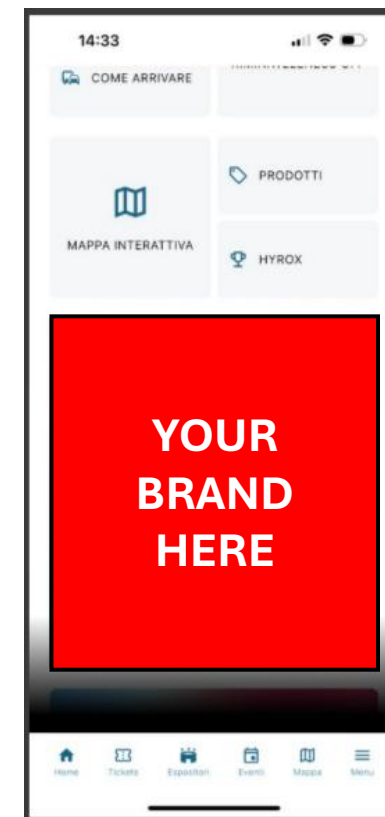 14:33
COME ARRIVARE
PRODOTTI
MAPPA INTERATTIVA
HYROX
YOUR
BRAND
HERE
Home
Tickets
Espositori
Eventi
Mappa
Menu